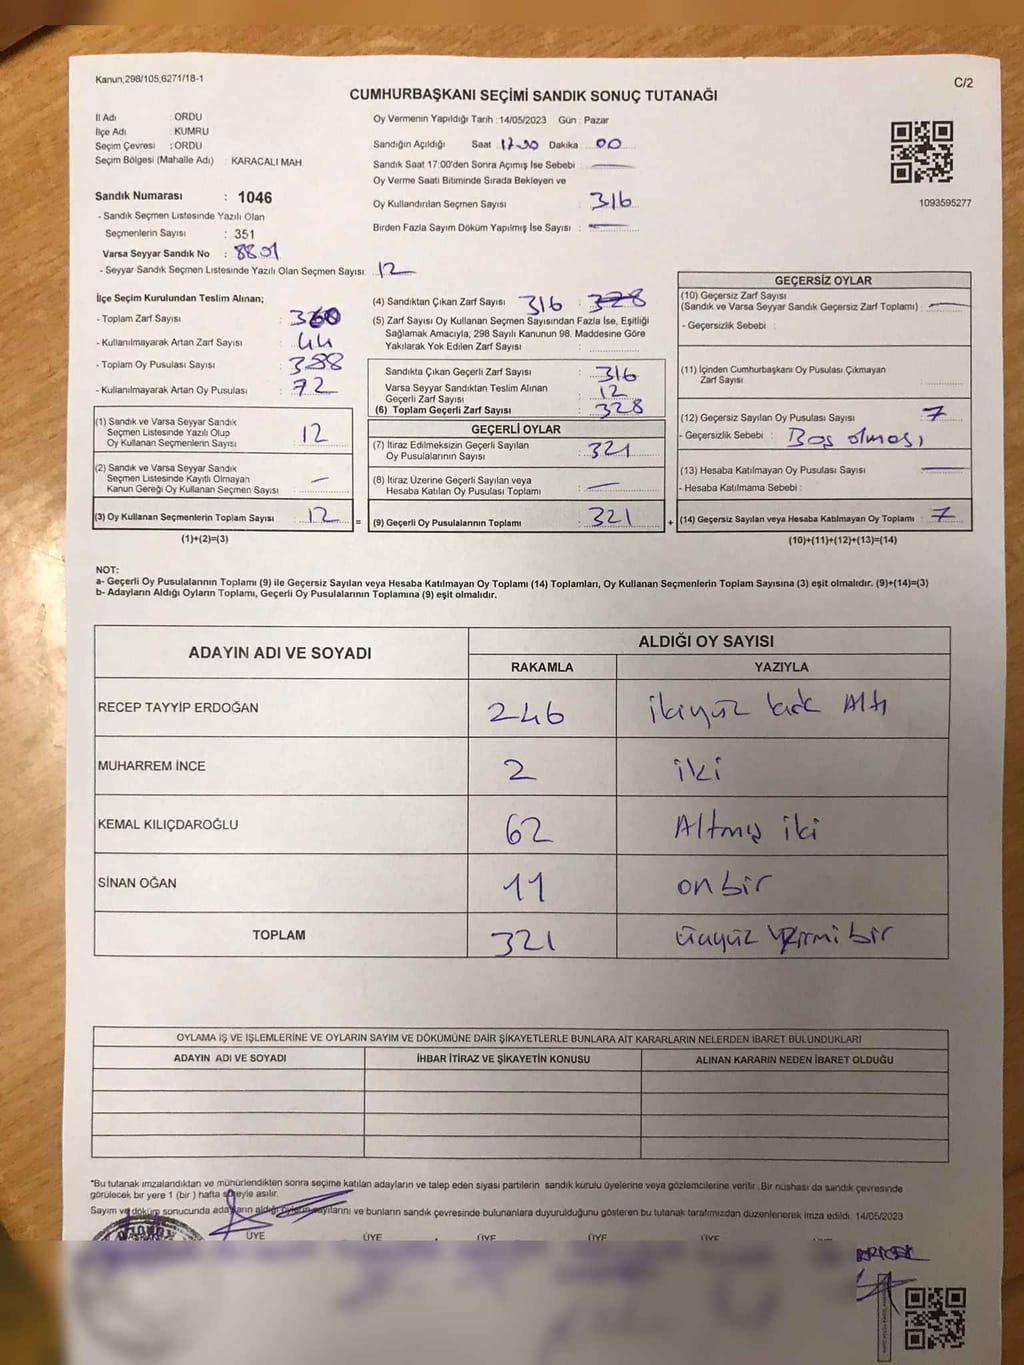 Kanun;298/105,6271/18-1
C/2
CUMHURBAŞKANI SEÇİMİ SANDIK SONUÇ TUTANAĞI
İl Adı : ORDU
İlçe Adı : KUMRU
Seçim Çevresi : ORDU
Seçim Bölgesi (Mahalle Adı) : KARACALI MAH.
Sandık Numarası : 1046
- Sandık Seçmen Listesinde Yazılı Olan
Seçmenlerin Sayısı : 351
Varsa Seyyar Sandık No : 8801
- Seyyar Sandık Seçmen Listesinde Yazılı Olan Seçmen Sayısı: 12
Oy Vermenin Yapıldığı Tarih :14/05/2023 Gün : Pazar
Sandığın Açıldığı Saat Dakika 00
Sandık Saat 17.00'den Sonra Açımış İse Sebebi :
Oy Verme Saati Bitiminde Sırada Bekleyen ve
Oy Kullandırılan Seçmen Sayısı : 316
Birden Fazla Sayım Döküm Yapılmış İse Sayısı :
1093595277
İlçe Seçim Kurulundan Teslim Alınan;
- Toplam Zarf Sayısı : 360
- Kullanılmayarak Artan Zarf Sayısı : 44
- Toplam Oy Pusulası Sayısı : 388
- Kullanılmayarak Artan Oy Pusulası : 72
(4) Sandıktan Çıkan Zarf Sayısı 316 : 328
(5) Zarf Sayısı Oy Kullanan Seçmen Sayısından Fazla İse, Eşitliği
Sağlamak Amacıyla; 298 Sayılı Kanunun 98. Maddesine Göre
Yakılarak Yok Edilen Zarf Sayısı :
Sandıkta Çıkan Geçerli Zarf Sayısı : 316
Varsa Seyyar Sandıktan Teslim Alınan
Geçerli Zarf Sayısı : 12
(6) Toplam Geçerli Zarf Sayısı : 328
GEÇERSİZ OYLAR
(10) Geçersiz Zarf Sayısı
(Sandık ve Varsa Seyyar Sandık Geçersiz Zarf Toplamı) :
- Geçersizlik Sebebi :
(11) İçinden Cumhurbaşkanı Oy Pusulası Çıkmayan
Zarf Sayısı :
(12) Geçersiz Sayılan Oy Pusulası Sayısı : 7
- Geçersizlik Sebebi : Boş olması
(13) Hesaba Katılmayan Oy Pusulası Sayısı :
- Hesaba Katılmama Sebebi :
(14) Geçersiz Sayılan veya Hesaba Katılmayan Oy Toplamı : 7
(10)+(11)+(12)+(13)=(14)
(1) Sandık ve Varsa Seyyar Sandık
Seçmen Listesinde Yazılı Olup
Oy Kullanan Seçmenlerin Sayısı : 12
(2) Sandık ve Varsa Seyyar Sandık
Seçmen Listesinde Kayıtlı Olmayan
Kanun Gereği Oy Kullanan Seçmen Sayısı : –
(3) Oy Kullanan Seçmenlerin Toplam Sayısı : 12
(1)+(2)=(3)
=
GEÇERLİ OYLAR
(7) İtiraz Edilmeksizin Geçerli Sayılan
Oy Pusulalarının Sayısı : 321
(8) İtiraz Üzerine Geçerli Sayılan veya
Hesaba Katılan Oy Pusulası Toplamı : –
(9) Geçerli Oy Pusulalarının Toplamı : 321
+
NOT:
a- Geçerli Oy Pusulalarının Toplamı (9) ile Geçersiz Sayılan veya Hesaba Katılmayan Oy Toplamı (14) Toplamları, Oy Kullanan Seçmenlerin Toplam Sayısına (3) eşit olmalıdır. (9)+(14)=(3)
b- Adayların Aldığı Oyların Toplamı, Geçerli Oy Pusulalarının Toplamına (9) eşit olmalıdır.
ADAYIN ADI VE SOYADI
ALDIĞI OY SAYISI
RAKAMLA YAZIYLA
RECEP TAYYİP ERDOĞAN 246 ikiyüz kırk Altı
MUHARREM İNCE 2 iki
KEMAL KILIÇDAROĞLU 62 Altmış iki
SİNAN OĞAN 11 onbir
TOPLAM 321 üçyüz yirmi bir
OYLAMA İŞ VE İŞLEMLERİNE VE OYLARIN SAYIM VE DÖKÜMÜNE DAİR ŞİKAYETLERLE BUNLARA AİT KARARLARIN NELERDEN İBARET BULUNDUKLARI
ADAYIN ADI VE SOYADI İHBAR İTİRAZ VE ŞİKAYETİN KONUSU ALINAN KARARIN NEDEN İBARET OLDUĞU
*Bu tutanak imzalandıktan ve mühürlendikten sonra seçime katılan adayların ve talep eden siyasi partilerin sandık kurulu üyelerine veya gözlemcilerine verilir. Bir nüshası da sandık çevresinde
görülecek bir yere 1 (bir) hafta süreyle asılır.
Sayım ve döküm sonucunda adayların aldığı oyların sayılarını ve bunların sandık çevresinde bulunanlara duyurulduğunu gösteren bu tutanak tarafımızdan düzenlenerek imza edildi. 14/05/2023
ÜYE ÜYE ÜYE ÜYE ÜYE